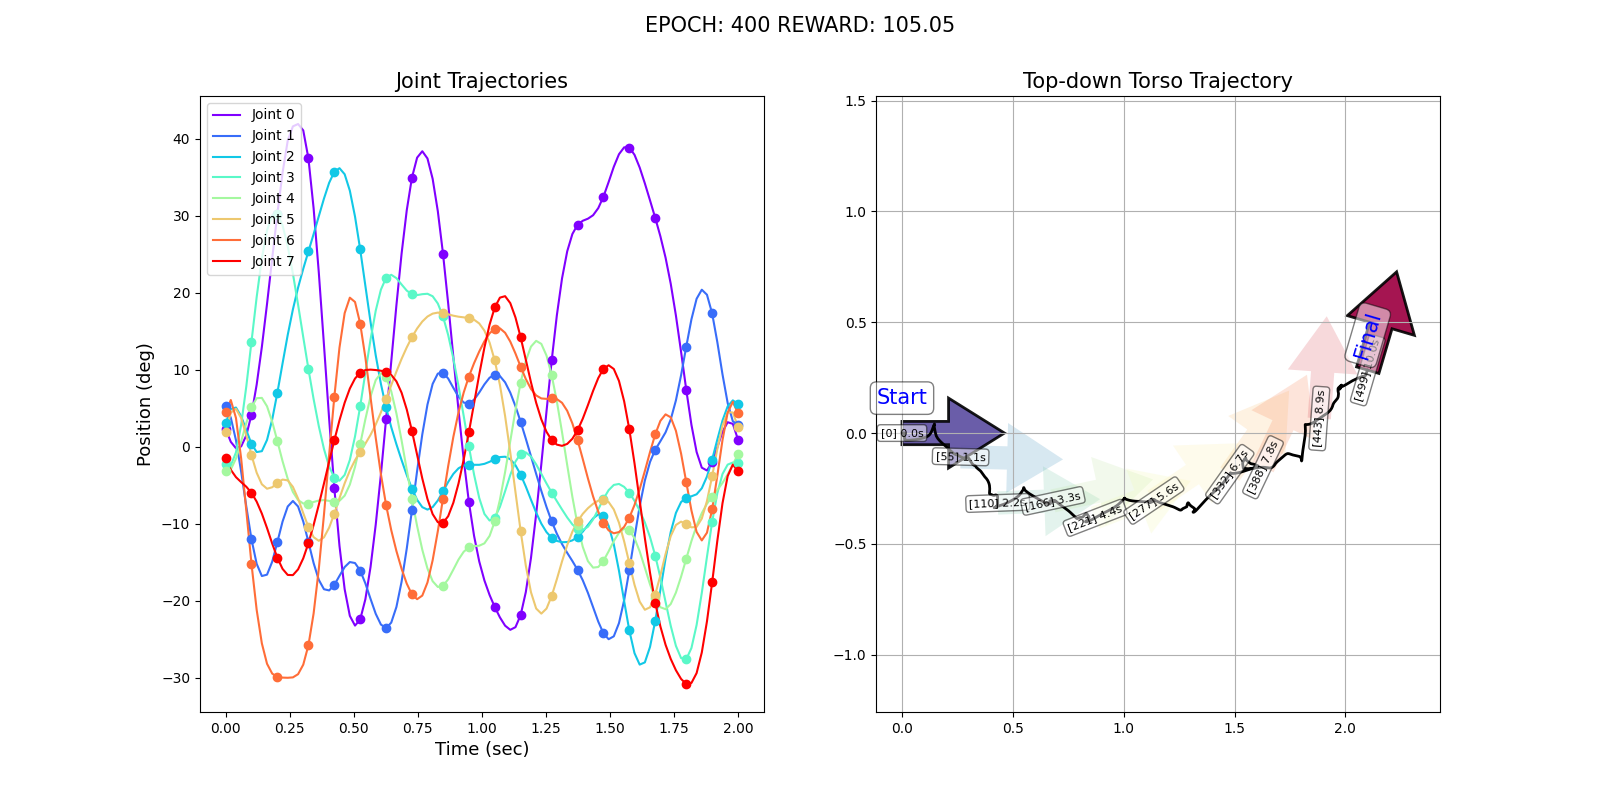 EPOCH: 400 REWARD: 105.05
Joint Trajectories
Joint 0
Joint 1
Joint 2
Joint 3
Joint 4
Joint 5
Joint 6
Joint 7
Position (deg)
40
30
20
10
0
−10
−20
−30
0.00 0.25 0.50 0.75 1.00 1.25 1.50 1.75 2.00
Time (sec)
Top-down Torso Trajectory
1.5
1.0
0.5
0.0
−0.5
−1.0
0.0 0.5 1.0 1.5 2.0
Start
[0] 0.0s
[55] 1.1s
[110] 2.2s
[166] 3.3s
[221] 4.4s
[277] 5.6s
[332] 6.7s
[388] 7.8s
[443] 8.9s
[499]
Final